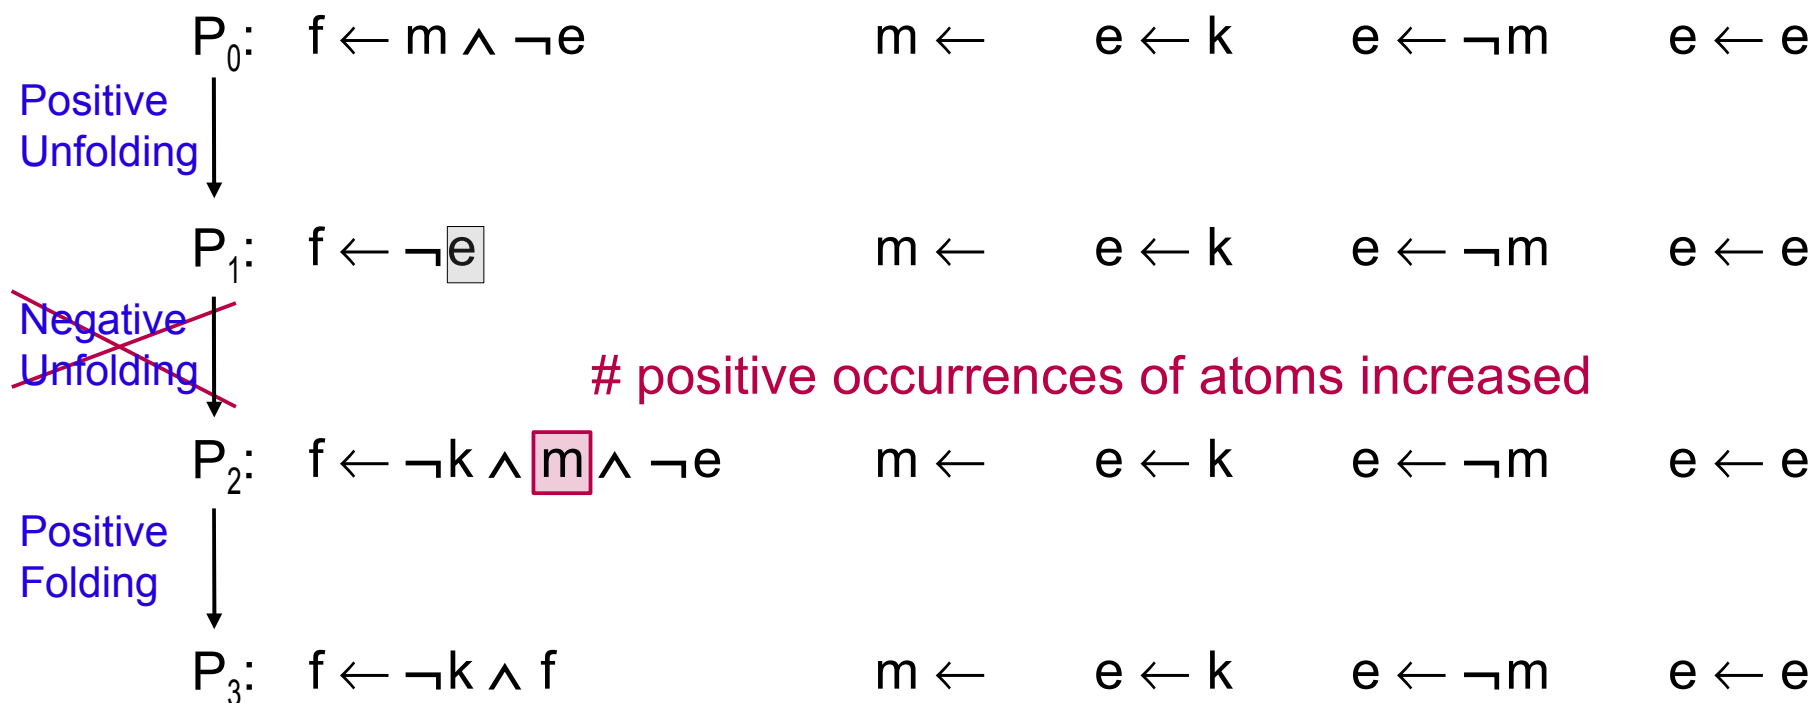 P₀: f ← m ∧ ¬e m ← e ← k e ← ¬m e ← e
Positive
Unfolding
P₁: f ← ¬e m ← e ← k e ← ¬m e ← e
Negative
Unfolding
# positive occurrences of atoms increased
P₂: f ← ¬k ∧ m ∧ ¬e m ← e ← k e ← ¬m e ← e
Positive
Folding
P₃: f ← ¬k ∧ f m ← e ← k e ← ¬m e ← e